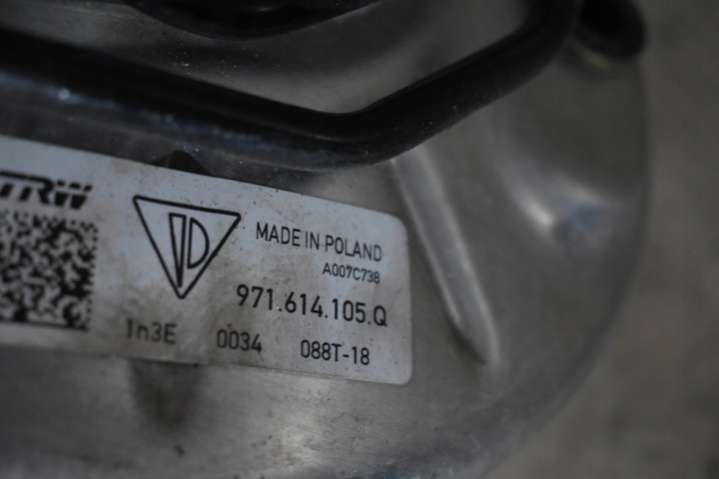 TRW
MADE IN POLAND
A007C738
971.614.105.Q
1n3E 0034 088T-18